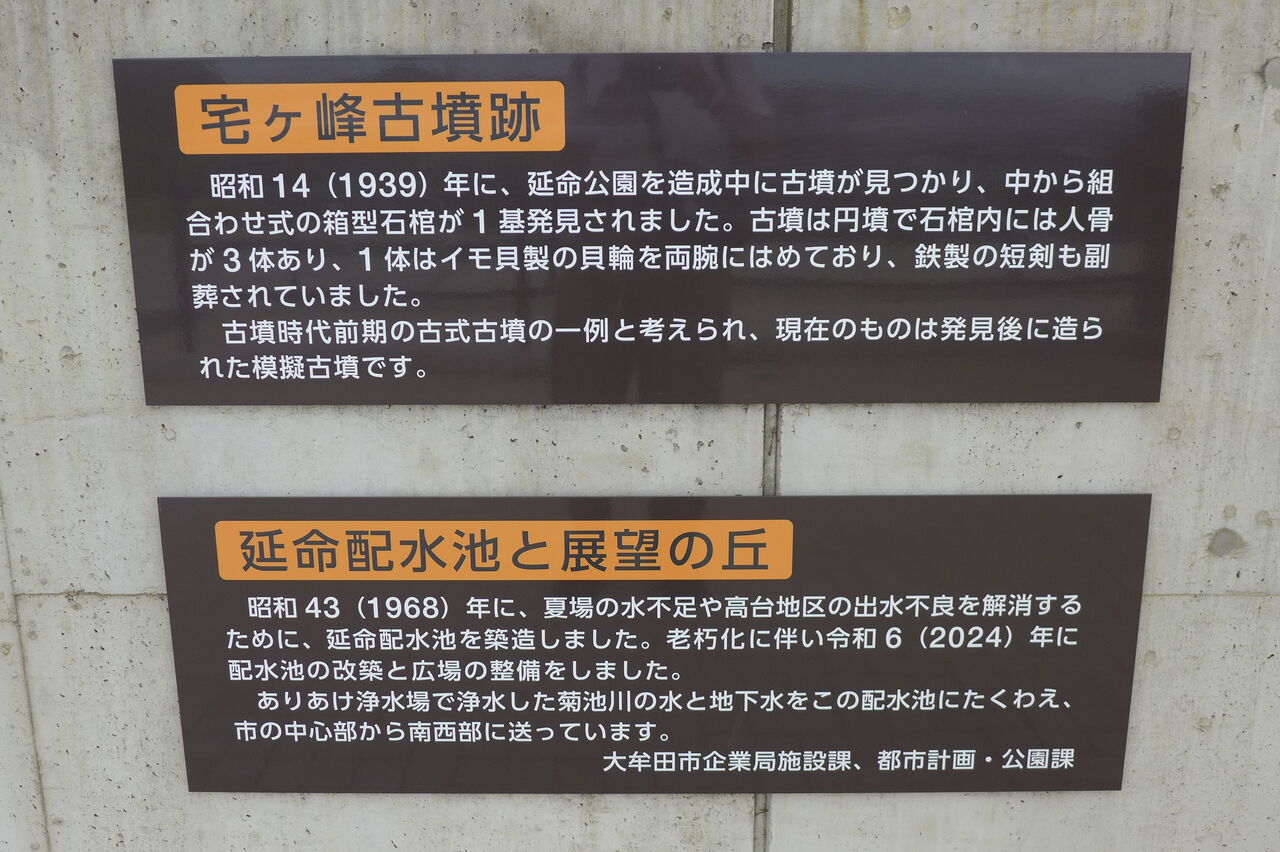 宅ヶ峰古墳跡
昭和14（1939）年に、延命公園を造成中に古墳が見つかり、中から組
合わせ式の箱型石棺が1基発見されました。古墳は円墳で石棺内には人骨
が3体あり、1体はイモ貝製の貝輪を両腕にはめており、鉄製の短剣も副
葬されていました。
古墳時代前期の古式古墳の一例と考えられ、現在のものは発見後に造ら
れた模擬古墳です。
延命配水池と展望の丘
昭和43（1968）年に、夏場の水不足や高台地区の出水不良を解消する
ために、延命配水池を築造しました。老朽化に伴い令和6（2024）年に
配水池の改築と広場の整備をしました。
ありあけ浄水場で浄水した菊池川の水と地下水をこの配水池にたくわえ、
市の中心部から南西部に送っています。
大牟田市企業局施設課、都市計画・公園課